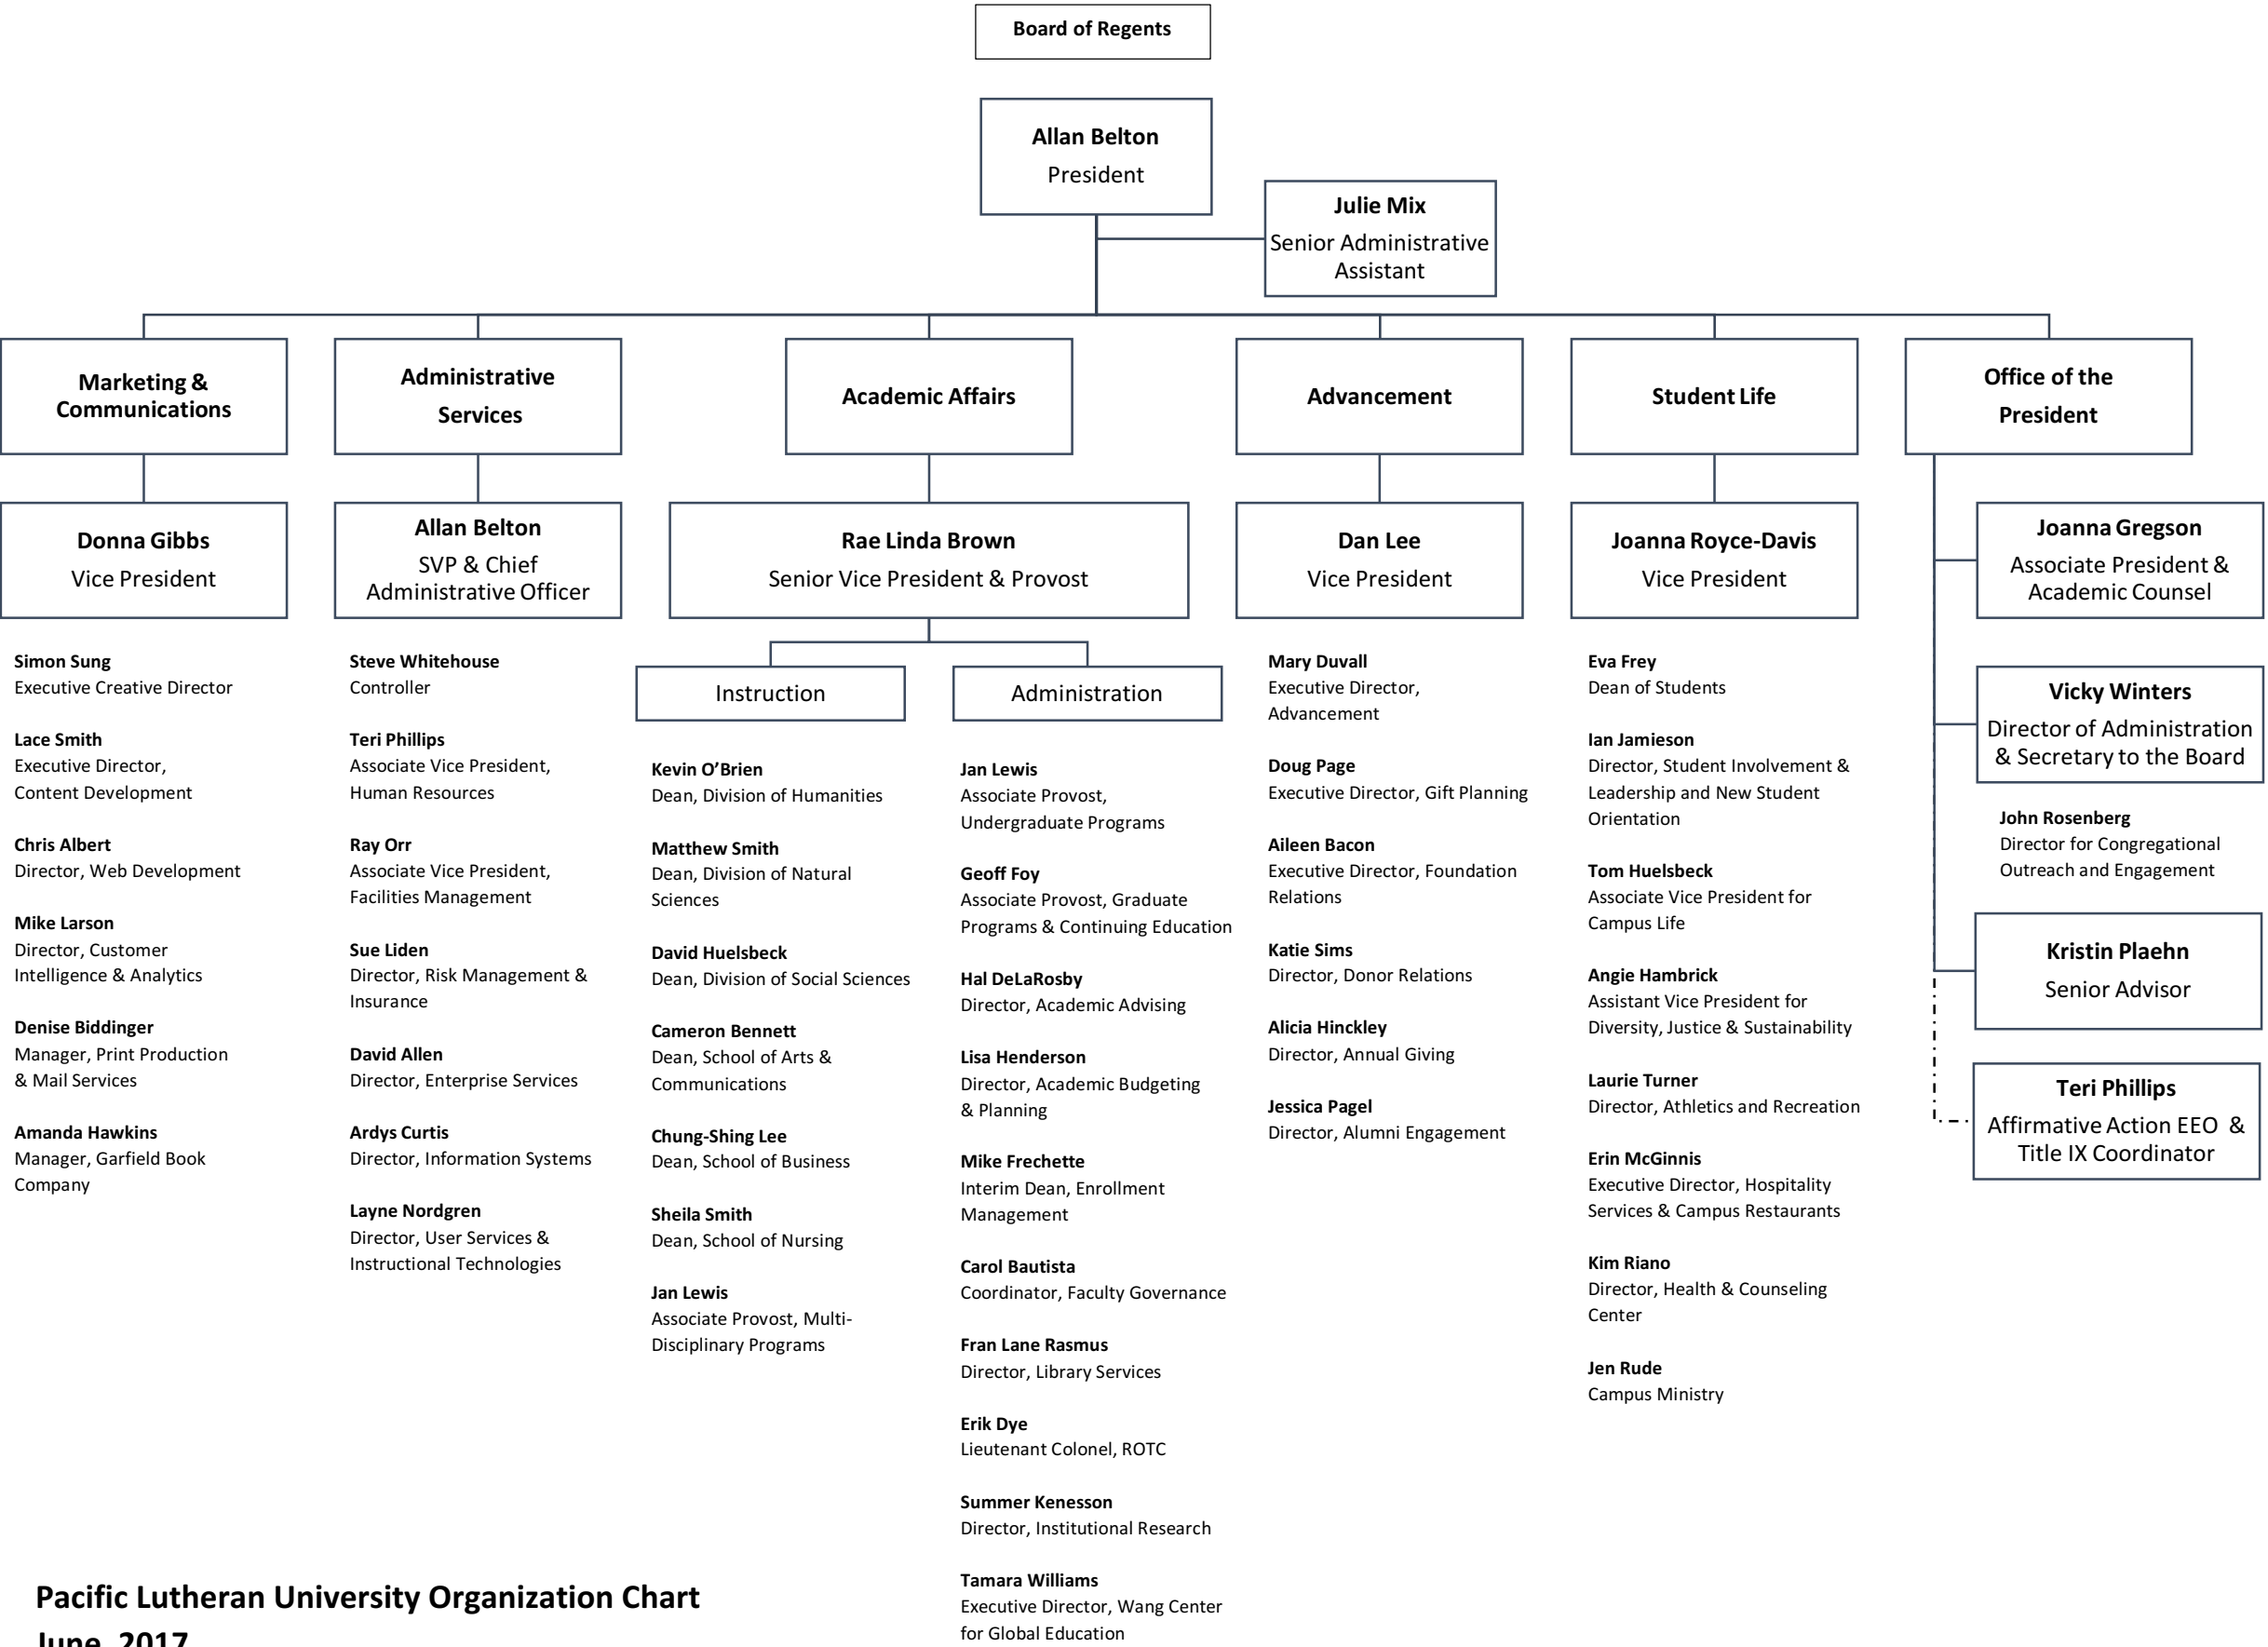 Board of Regents
Allan Belton
President
Julie Mix
Senior Administrative
Assistant
Marketing &
Communications
Donna Gibbs
Vice President
Simon Sung
Executive Creative Director
Lace Smith
Executive Director,
Content Development
Chris Albert
Director, Web Development
Mike Larson
Director, Customer
Intelligence & Analytics
Denise Biddinger
Manager, Print Production
& Mail Services
Amanda Hawkins
Manager, Garfield Book
Company
Administrative
Services
Allan Belton
SVP & Chief
Administrative Officer
Steve Whitehouse
Controller
Teri Phillips
Associate Vice President,
Human Resources
Ray Orr
Associate Vice President,
Facilities Management
Sue Liden
Director, Risk Management &
Insurance
David Allen
Director, Enterprise Services
Ardys Curtis
Director, Information Systems
Layne Nordgren
Director, User Services &
Instructional Technologies
Academic Affairs
Rae Linda Brown
Senior Vice President & Provost
Instruction
Kevin O’Brien
Dean, Division of Humanities
Matthew Smith
Dean, Division of Natural
Sciences
David Huelsbeck
Dean, Division of Social Sciences
Cameron Bennett
Dean, School of Arts &
Communications
Chung-Shing Lee
Dean, School of Business
Sheila Smith
Dean, School of Nursing
Jan Lewis
Associate Provost, Multi-
Disciplinary Programs
Administration
Jan Lewis
Associate Provost,
Undergraduate Programs
Geoff Foy
Associate Provost, Graduate
Programs & Continuing Education
Hal DeLaRosby
Director, Academic Advising
Lisa Henderson
Director, Academic Budgeting
& Planning
Mike Frechette
Interim Dean, Enrollment
Management
Carol Bautista
Coordinator, Faculty Governance
Fran Lane Rasmus
Director, Library Services
Erik Dye
Lieutenant Colonel, ROTC
Summer Kenesson
Director, Institutional Research
Tamara Williams
Executive Director, Wang Center
for Global Education
Advancement
Dan Lee
Vice President
Mary Duvall
Executive Director,
Advancement
Doug Page
Executive Director, Gift Planning
Aileen Bacon
Executive Director, Foundation
Relations
Katie Sims
Director, Donor Relations
Alicia Hinckley
Director, Annual Giving
Jessica Pagel
Director, Alumni Engagement
Student Life
Joanna Royce-Davis
Vice President
Eva Frey
Dean of Students
Ian Jamieson
Director, Student Involvement &
Leadership and New Student
Orientation
Tom Huelsbeck
Associate Vice President for
Campus Life
Angie Hambrick
Assistant Vice President for
Diversity, Justice & Sustainability
Laurie Turner
Director, Athletics and Recreation
Erin McGinnis
Executive Director, Hospitality
Services & Campus Restaurants
Kim Riano
Director, Health & Counseling
Center
Jen Rude
Campus Ministry
Office of the
President
Joanna Gregson
Associate President &
Academic Counsel
Vicky Winters
Director of Administration
& Secretary to the Board
John Rosenberg
Director for Congregational
Outreach and Engagement
Kristin Plaehn
Senior Advisor
Teri Phillips
Affirmative Action EEO &
Title IX Coordinator
Pacific Lutheran University Organization Chart
June, 2017